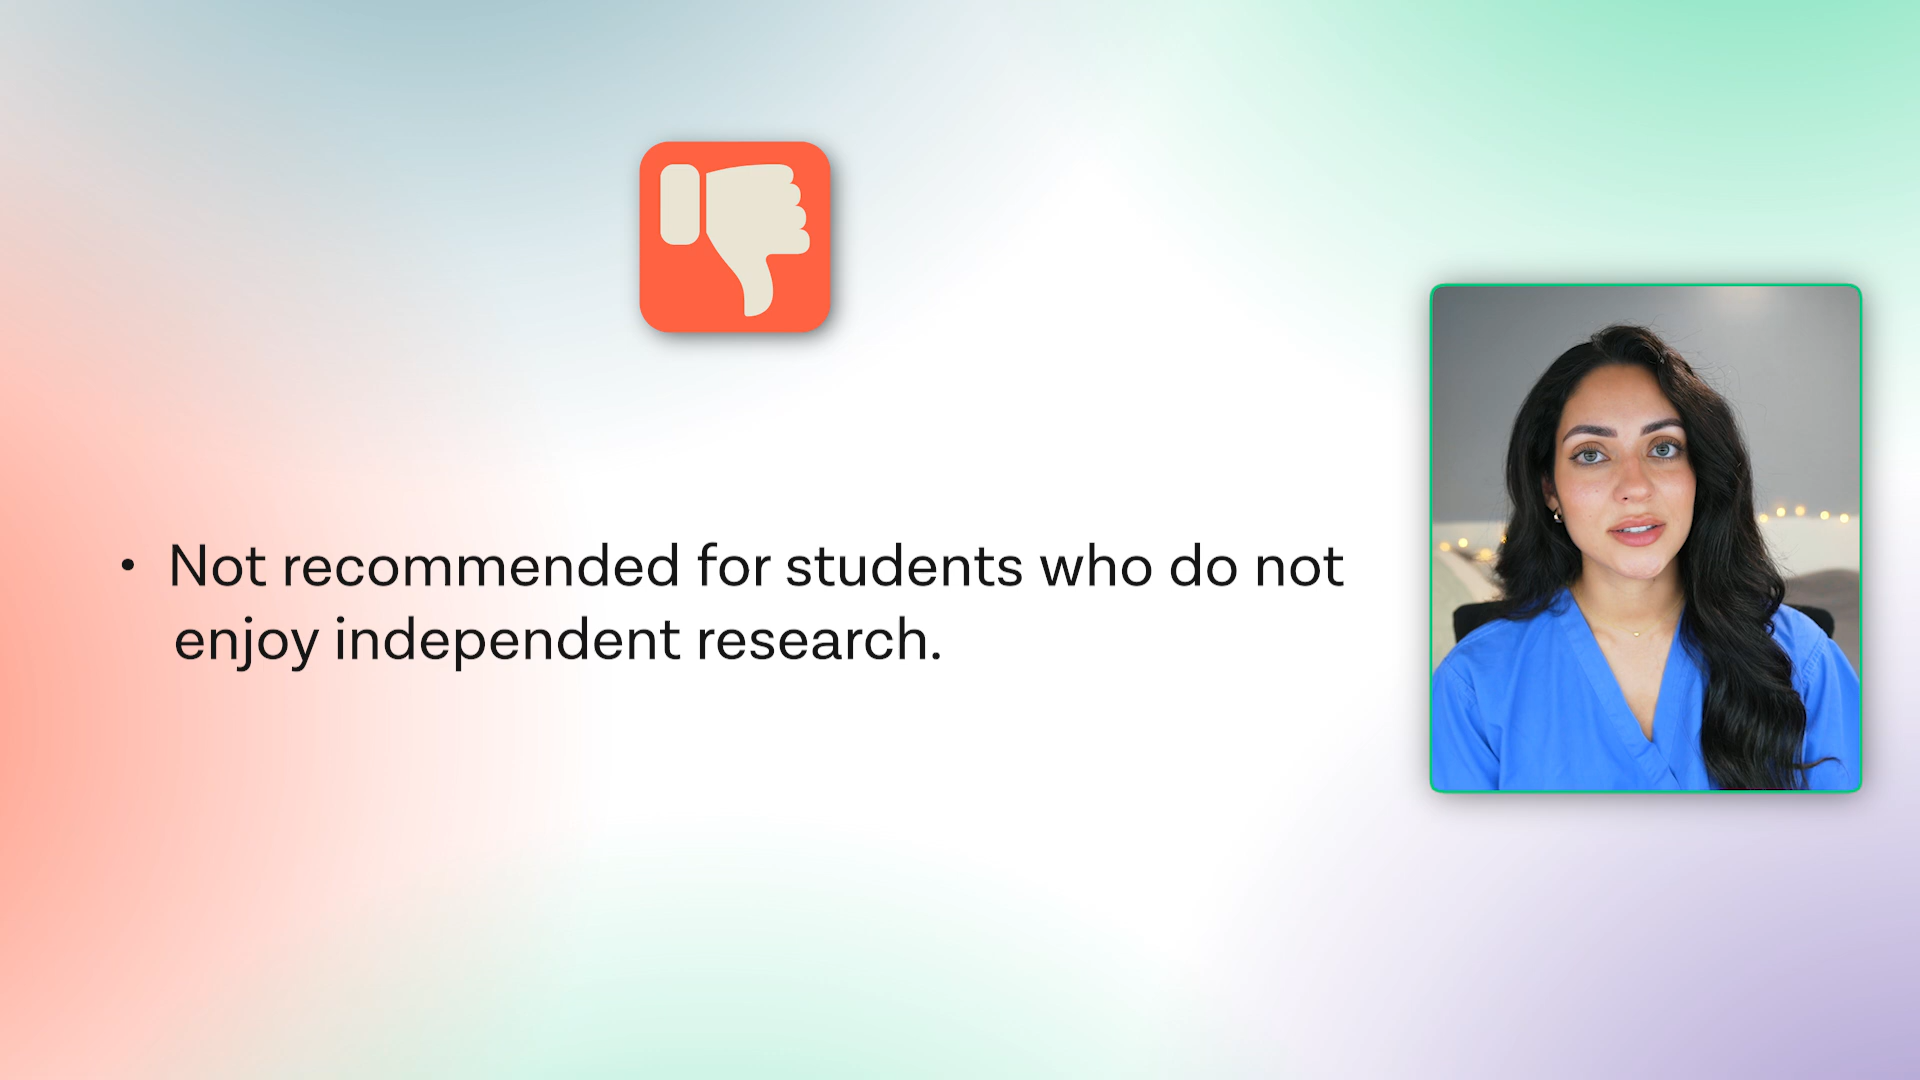 • Not recommended for students who do not
enjoy independent research.